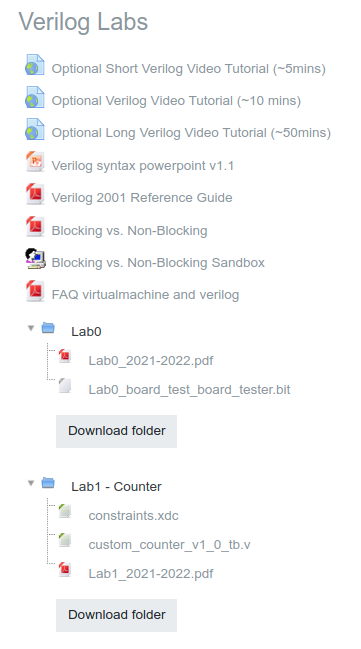 Verilog Labs
Optional Short Verilog Video Tutorial (~5mins)
Optional Verilog Video Tutorial (~10 mins)
Optional Long Verilog Video Tutorial (~50mins)
Verilog syntax powerpoint v1.1
Verilog 2001 Reference Guide
Blocking vs. Non-Blocking
Blocking vs. Non-Blocking Sandbox
FAQ virtualmachine and verilog
Lab0
Lab0_2021-2022.pdf
Lab0_board_test_board_tester.bit
Download folder
Lab1 - Counter
constraints.xdc
custom_counter_v1_0_tb.v
Lab1_2021-2022.pdf
Download folder